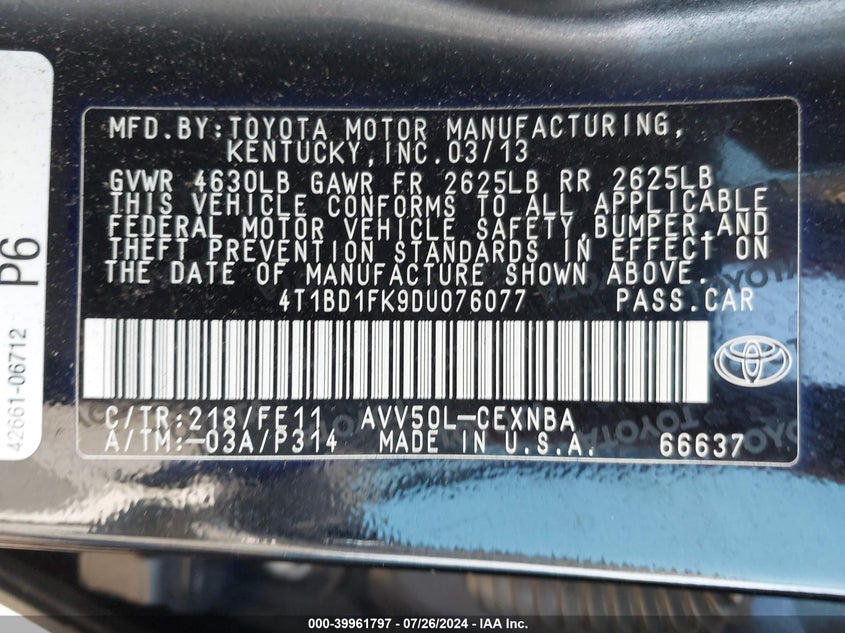 MFD.BY:TOYOTA MOTOR MANUFACTURING,
KENTUCKY,INC.03/13
GVWR 4630LB GAWR FR 2625LB RR 2625LB
THIS VEHICLE CONFORMS TO ALL APPLICABLE
FEDERAL MOTOR VEHICLE SAFETY,BUMPER,AND
THEFT PREVENTION STANDARDS IN EFFECT ON
THE DATE OF MANUFACTURE SHOWN ABOVE.
4T1BD1FK9DU076077 PASS.CAR
C/TR:218/FE11 AVV50L-CEXNBA
A/TM:-03A/P314 MADE IN U.S.A. 66637
TOYOTA
P6
42661-06712
000-39961797 - 07/26/2024 - IAA Inc.